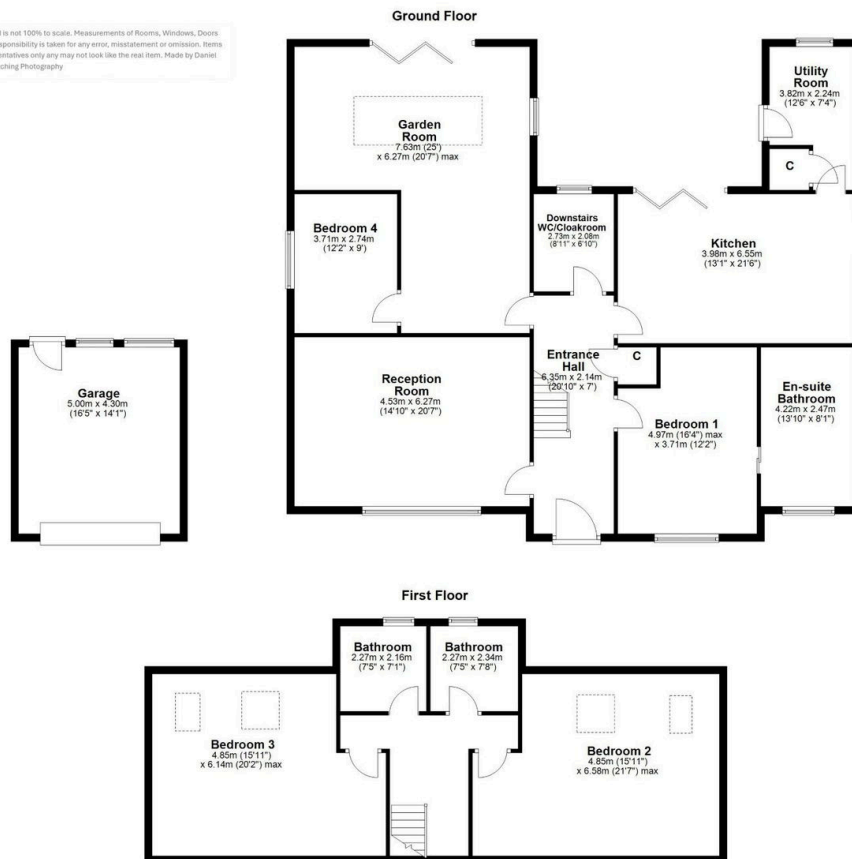 Ground Floor
is not 100% to scale. Measurements of Rooms, Windows, Doors
responsibility is taken for any error, misstatement or omission. Items
only any may not look like the real item. Made by Daniel
Photography
Utility
Room
3.82m x 2.24m
(12'6" x 7'4")
C
Garden
Room
7.63m (25')
x 6.27m (20'7") max
Bedroom 4
3.71m x 2.74m
(12'2" x 9')
Downstairs
WC/Cloakroom
2.73m x 2.08m
(8'11" x 6'10")
Kitchen
3.98m x 6.55m
(13'1" x 21'6")
Garage
5.00m x 4.30m
(16'5" x 14'1")
Reception
Room
4.53m x 6.27m
(14'10" x 20'7")
Entrance
Hall
6.35m x 2.14m
(20'10" x 7')
C
Bedroom 1
4.97m (16'4") max
x 3.71m (12'2")
En-suite
Bathroom
4.22m x 2.47m
(13'10" x 8'1")
First Floor
Bathroom
2.27m x 2.16m
(7'5" x 7'1")
Bathroom
2.27m x 2.34m
(7'5" x 7'8")
Bedroom 3
4.85m (15'11")
x 6.14m (20'2") max
Bedroom 2
4.85m (15'11")
x 6.58m (21'7") max